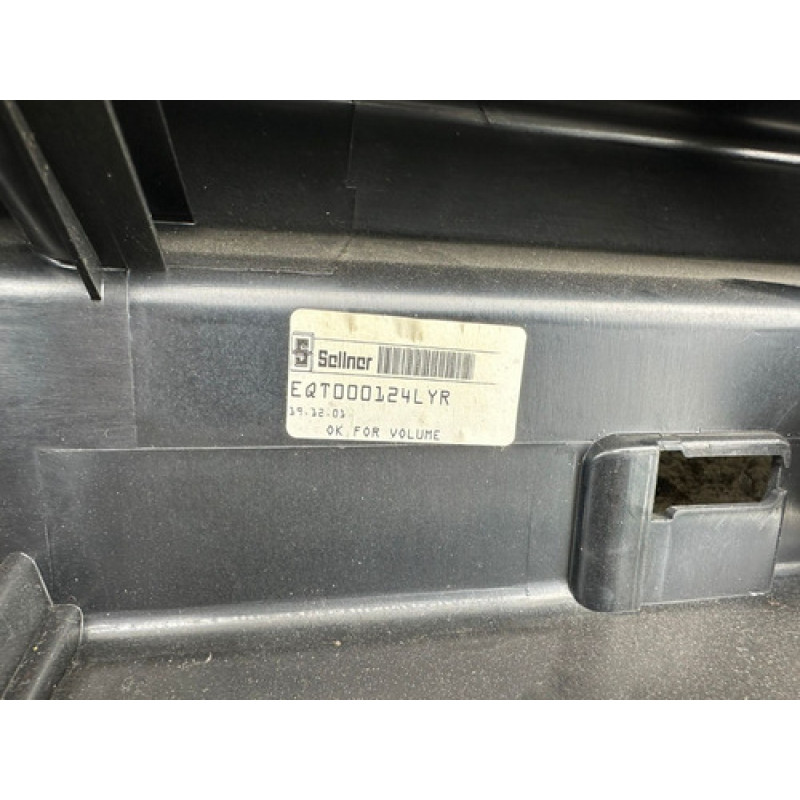 S Sellner
EQT000124LYR
19.12.01
OK FOR VOLUME